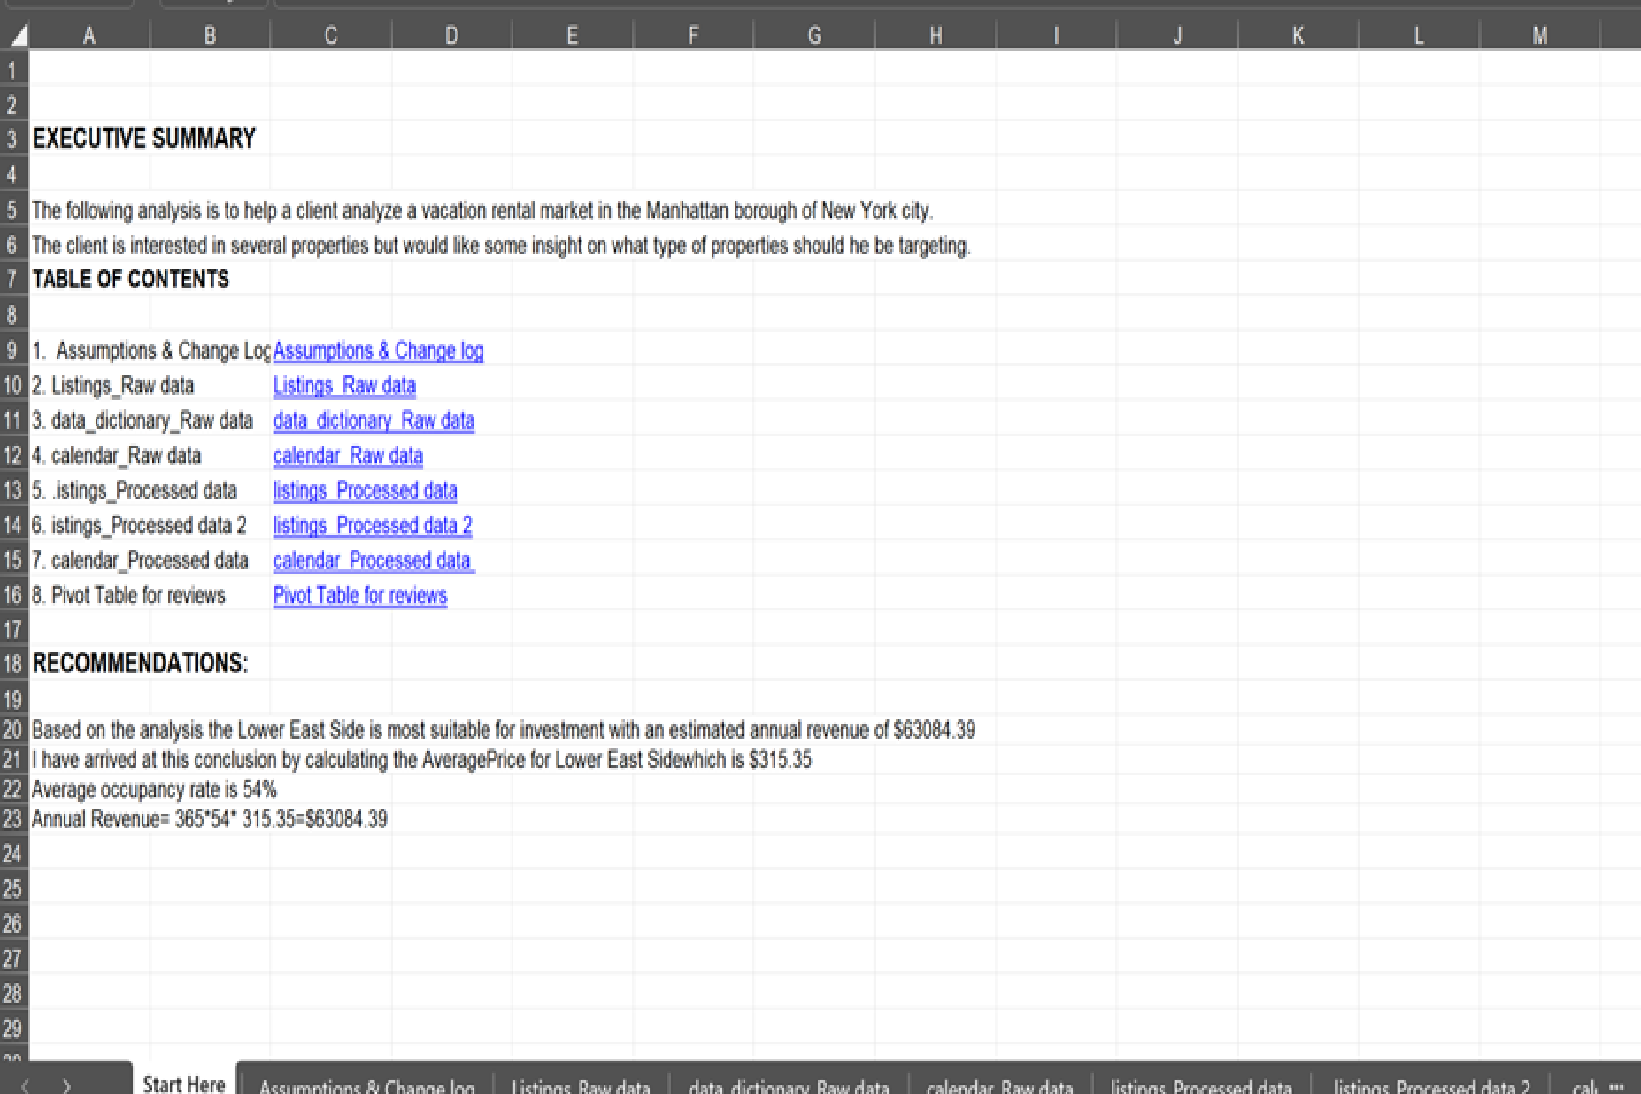 A B C D E F G H I J K L M
1
2
3 EXECUTIVE SUMMARY
4
5 The following analysis is to help a client analyze a vacation rental market in the Manhattan borough of New York city.
6 The client is interested in several properties but would like some insight on what type of properties should he be targeting.
7 TABLE OF CONTENTS
8
9 1. Assumptions & Change Log Assumptions & Change log
10 2. Listings_Raw data Listings_Raw data
11 3. data_dictionary_Raw data data_dictionary_Raw data
12 4. calendar_Raw data calendar_Raw data
13 5. .istings_Processed data listings_Processed data
14 6. istings_Processed data 2 listings_Processed data 2
15 7. calendar_Processed data calendar_Processed data
16 8. Pivot Table for reviews Pivot Table for reviews
17
18 RECOMMENDATIONS:
19
20 Based on the analysis the Lower East Side is most suitable for investment with an estimated annual revenue of $63084.39
21 I have arrived at this conclusion by calculating the AveragePrice for Lower East Sidewhich is $315.35
22 Average occupancy rate is 54%
23 Annual Revenue= 365*54* 315.35=$63084.39
24
25
26
27
28
29
Start Here Assumptions & Change log Listings_Raw data data_dictionary_Raw data calendar_Raw data listings_Processed data listings_Processed data 2 cal